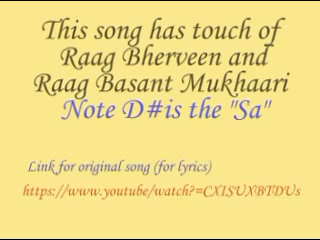 This song has touch of
Raag Bherveen and
Raag Basant Mukhaari
Note D#is the "Sa"
Link for original song (for lyrics)
https://www.youtube/watch?=CXISUXBTDUs